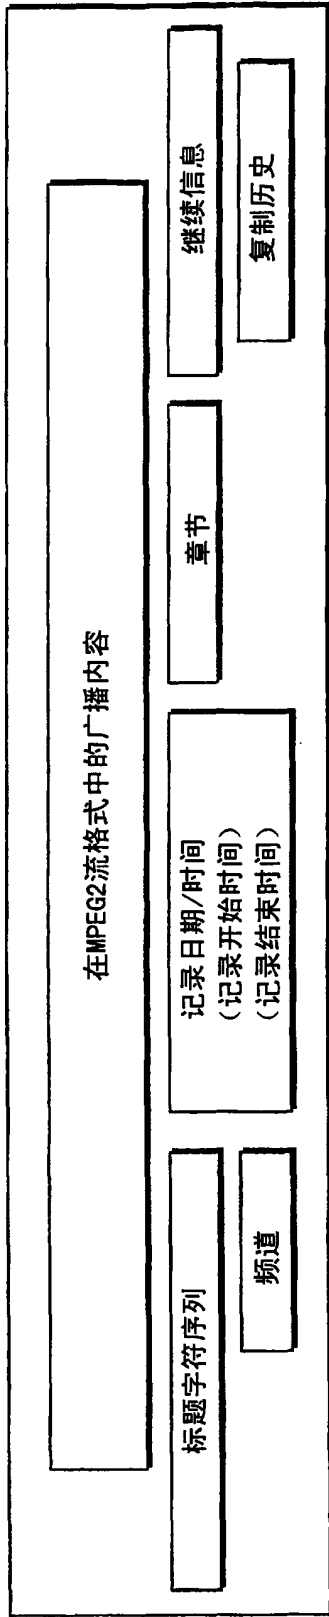 在MPEG2流格式中的广播内容
标题字符序列
频道
记录日期/时间
(记录开始时间)
(记录结束时间)
章节
继续信息
复制历史